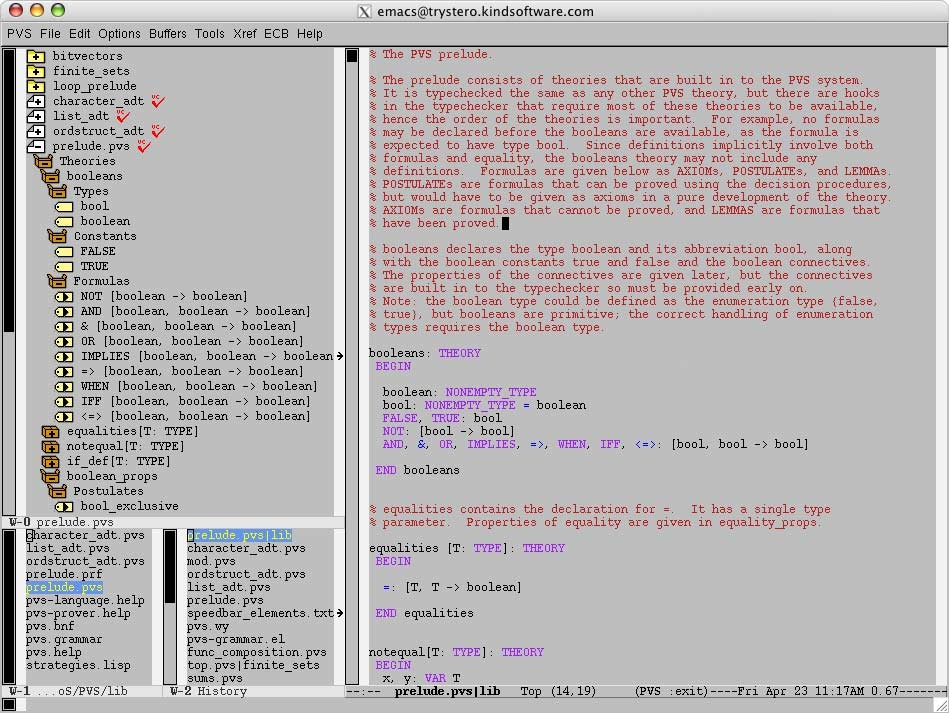 emacs@trystero.kindsoftware.com
PVS File Edit Options Buffers Tools Xref ECB Help
bitvectors
finite_sets
loop_prelude
character_adt
list_adt
ordstruct_adt
prelude.pvs
Theories
booleans
Types
bool
boolean
Constants
FALSE
TRUE
Formulas
NOT [boolean -> boolean]
AND [boolean, boolean -> boolean]
& [boolean, boolean -> boolean]
OR [boolean, boolean -> boolean]
IMPLIES [boolean, boolean -> boolean
=> [boolean, boolean -> boolean]
WHEN [boolean, boolean -> boolean]
IFF [boolean, boolean -> boolean]
<=> [boolean, boolean -> boolean]
equalities[T: TYPE]
notequal[T: TYPE]
if_def[T: TYPE]
boolean_props
Postulates
bool_exclusive
W-0 prelude.pvs
character_adt.pvs
list_adt.pvs
ordstruct_adt.pvs
prelude.prf
prelude.pvs
pvs-language.help
pvs-prover.help
pvs.bnf
pvs.grammar
pvs.help
strategies.lisp
W-1 ...oS/PVS/lib
prelude.pvs|lib
character_adt.pvs
mod.pvs
ordstruct_adt.pvs
list_adt.pvs
prelude.pvs
speedbar_elements.txt
pvs.wy
pvs-grammar.el
func_composition.pvs
top.pvs|finite_sets
sums.pvs
W-2 History
% The PVS prelude.
% The prelude consists of theories that are built in to the PVS system.
% It is typechecked the same as any other PVS theory, but there are hooks
% in the typechecker that require most of these theories to be available,
% hence the order of the theories is important.  For example, no formulas
% may be declared before the booleans are available, as the formula is
% expected to have type bool.  Since definitions implicitly involve both
% formulas and equality, the booleans theory may not include any
% definitions.  Formulas are given below as AXIOMs, POSTULATEs, and LEMMAs.
% POSTULATEs are formulas that can be proved using the decision procedures,
% but would have to be given as axioms in a pure development of the theory.
% AXIOMs are formulas that cannot be proved, and LEMMAS are formulas that
% have been proved.
% booleans declares the type boolean and its abbreviation bool, along
% with the boolean constants true and false and the boolean connectives.
% The properties of the connectives are given later, but the connectives
% are built in to the typechecker so must be provided early on.
% Note: the boolean type could be defined as the enumeration type {false,
% true}, but booleans are primitive; the correct handling of enumeration
% types requires the boolean type.
booleans: THEORY
BEGIN
boolean: NONEMPTY_TYPE
bool: NONEMPTY_TYPE = boolean
FALSE, TRUE: bool
NOT: [bool -> bool]
AND, &, OR, IMPLIES, =>, WHEN, IFF, <=>: [bool, bool -> bool]
END booleans
% equalities contains the declaration for =.  It has a single type
% parameter.  Properties of equality are given in equality_props.
equalities [T: TYPE]: THEORY
BEGIN
=: [T, T -> boolean]
END equalities
notequal[T: TYPE]: THEORY
BEGIN
x, y: VAR T
--:-- prelude.pvs|lib Top (14,19) (PVS :exit)----Fri Apr 23 11:17AM 0.67-------